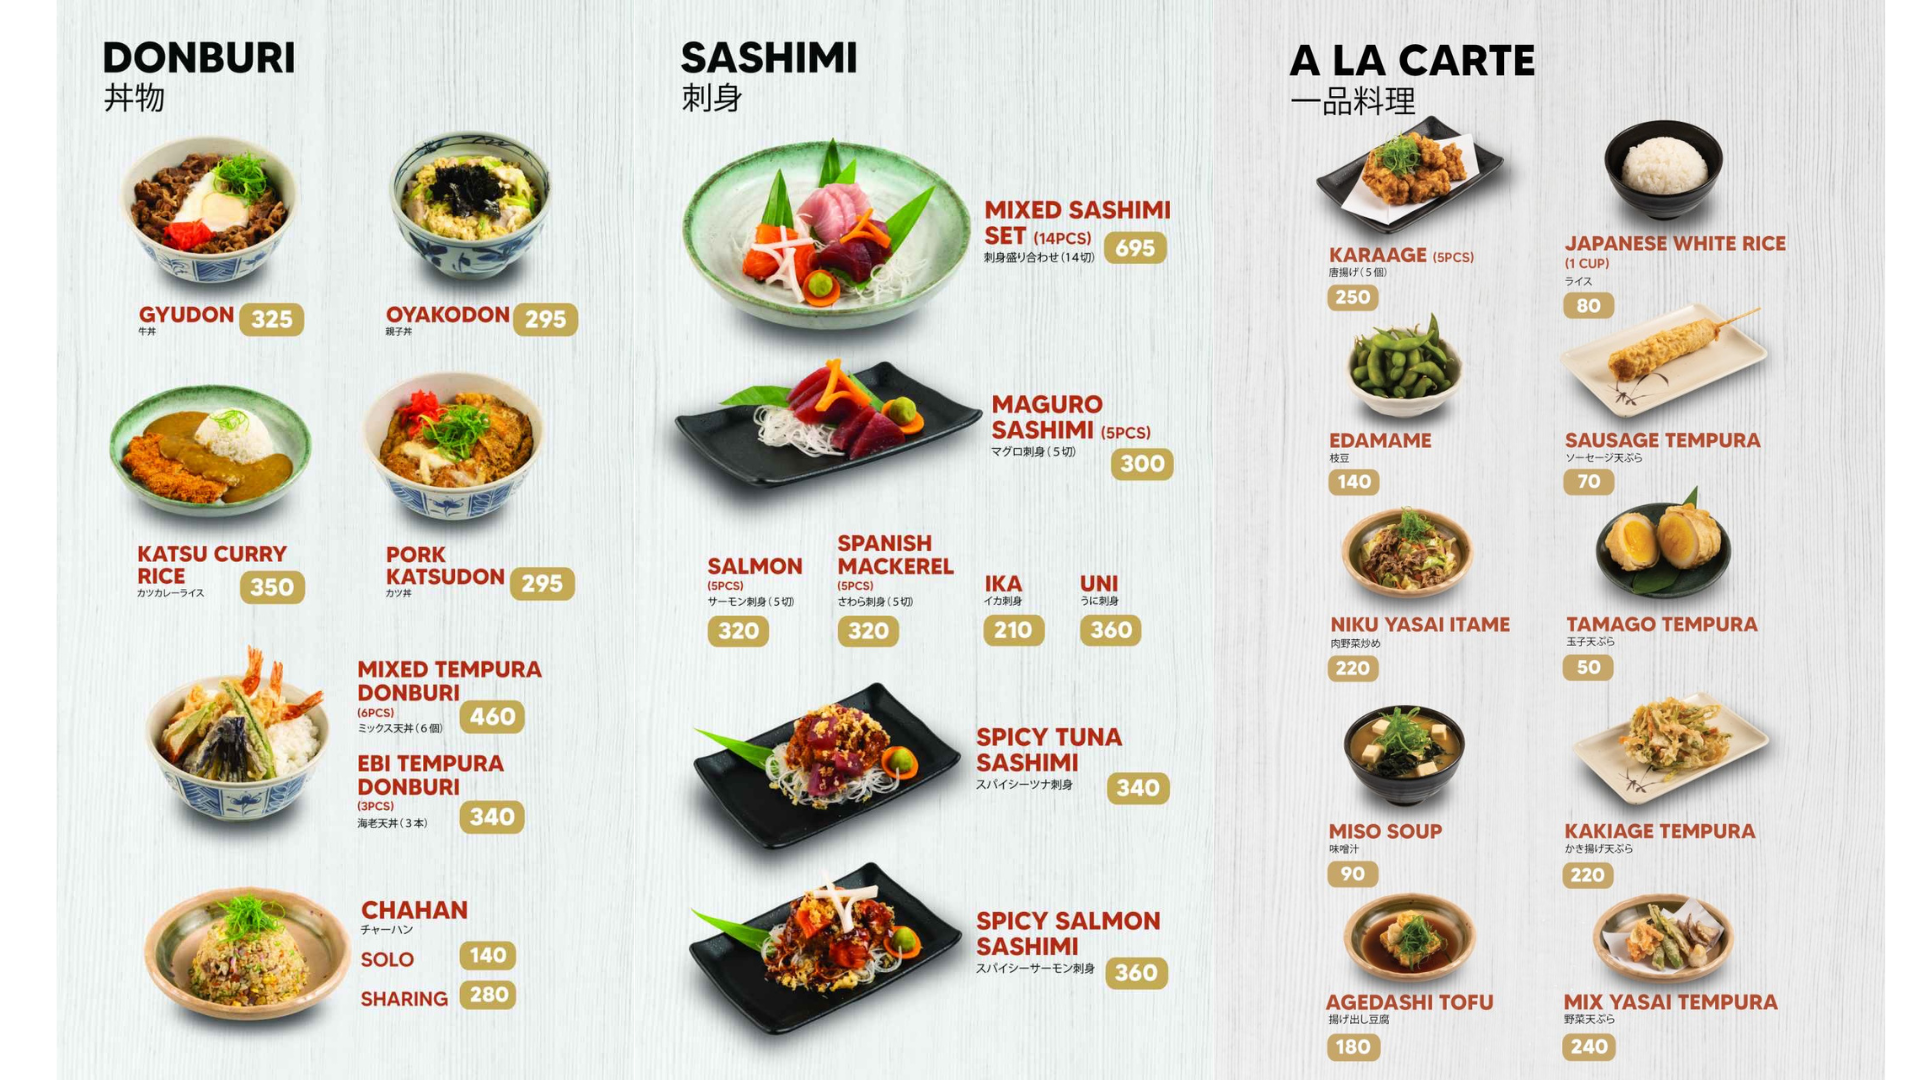 DONBURI
丼物
GYUDON 325
牛丼
OYAKODON 295
親子丼
KATSU CURRY
RICE 350
カツカレーライス
PORK
KATSUDON 295
カツ丼
MIXED TEMPURA
DONBURI
(6PCS) 460
ミックス天丼(6個)
EBI TEMPURA
DONBURI
(3PCS) 340
海老天丼(3本)
CHAHAN
チャーハン
SOLO 140
SHARING 280
SASHIMI
刺身
MIXED SASHIMI
SET (14PCS) 695
刺身盛り合わせ(14切)
MAGURO
SASHIMI (5PCS)
マグロ刺身(5切)
300
SALMON
(5PCS)
サーモン刺身(5切)
320
SPANISH
MACKEREL
(5PCS)
さわら刺身(5切)
320
IKA
イカ刺身
210
UNI
うに刺身
360
SPICY TUNA
SASHIMI
スパイシーツナ刺身 340
SPICY SALMON
SASHIMI
スパイシーサーモン刺身 360
A LA CARTE
一品料理
KARAAGE (5PCS)
唐揚げ(5個)
250
JAPANESE WHITE RICE
(1 CUP)
ライス
80
EDAMAME
枝豆
140
SAUSAGE TEMPURA
ソーセージ天ぷら
70
NIKU YASAI ITAME
肉野菜炒め
220
TAMAGO TEMPURA
玉子天ぷら
50
MISO SOUP
味噌汁
90
KAKIAGE TEMPURA
かき揚げ天ぷら
220
AGEDASHI TOFU
揚げ出し豆腐
180
MIX YASAI TEMPURA
野菜天ぷら
240